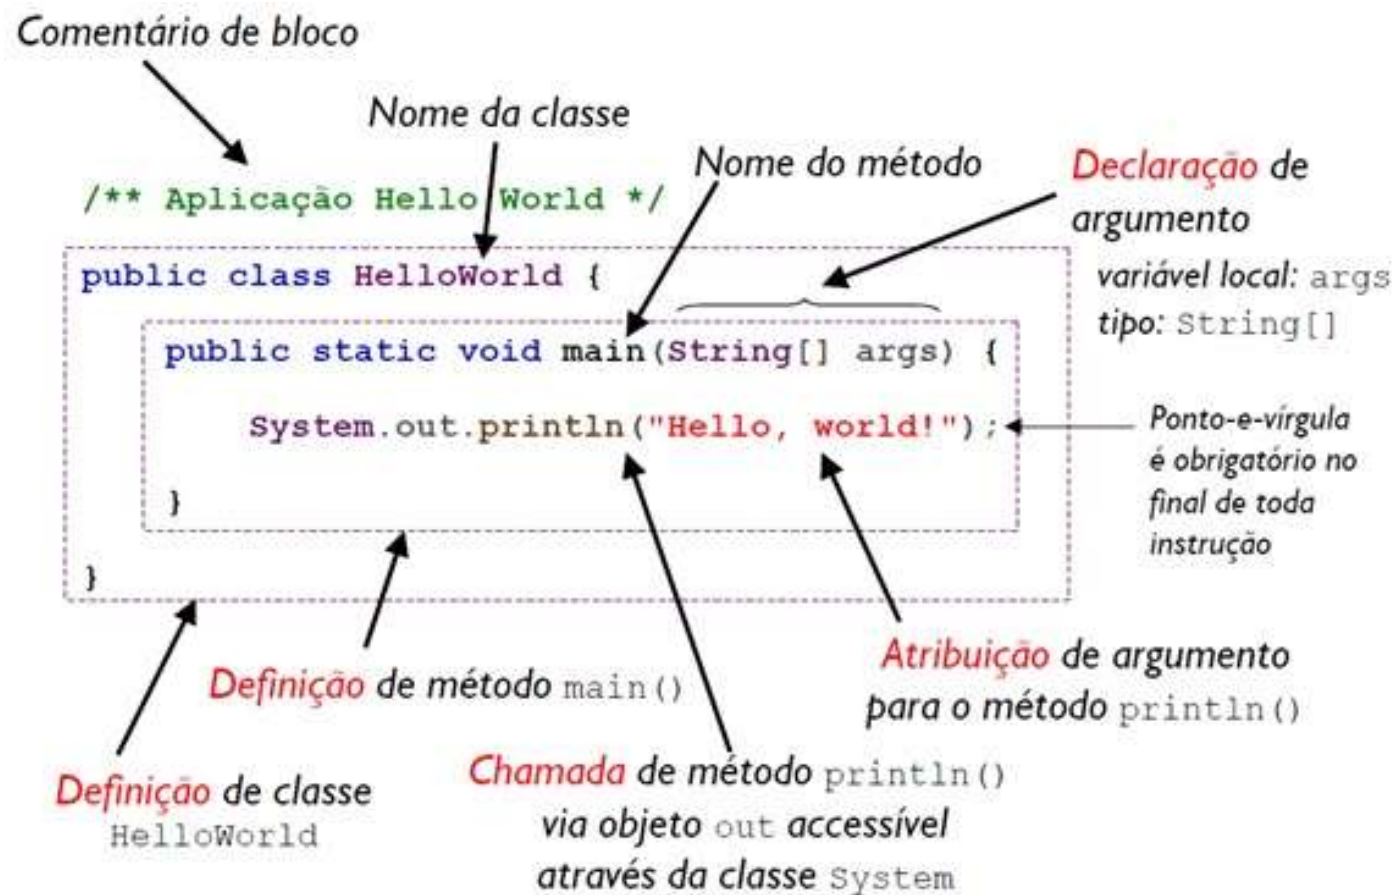 Comentário de bloco
Nome da classe
Nome do método
Declaração de
argumento
variável local: args
tipo: String[]
/** Aplicação Hello World */
public class HelloWorld {
public static void main(String[] args) {
System.out.println("Hello, world!");
}
}
Ponto-e-vírgula
é obrigatório no
final de toda
instrução
Definição de método main()
Atribuição de argumento
para o método println()
Definição de classe
HelloWorld
Chamada de método println()
via objeto out accessível
através da classe System